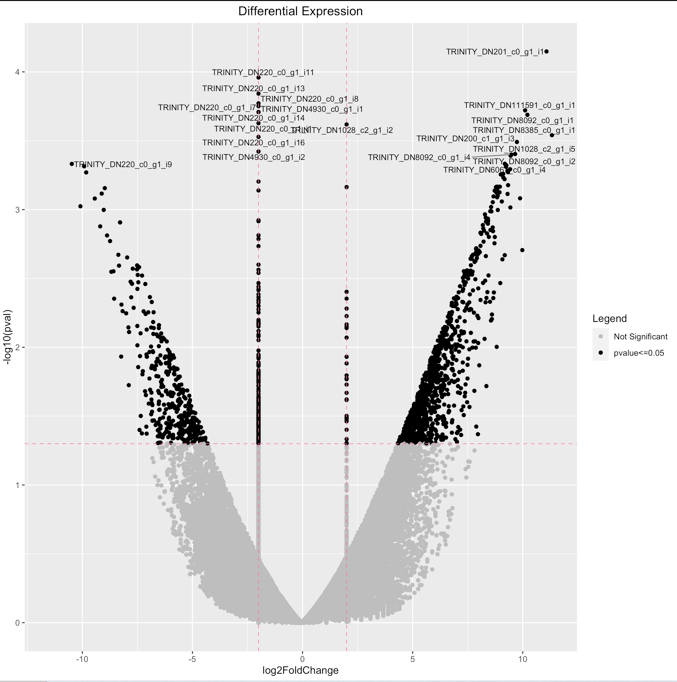 Differential Expression
TRINITY_DN201_c0_g1_i1
4
TRINITY_DN220_c0_g1_i11
TRINITY_DN220_c0_g1_i13
TRINITY_DN220_c0_g1_i8
TRINITY_DN220_c0_g1_i7
TRINITY_DN4930_c0_g1_i1
TRINITY_DN111591_c0_g1_i1
TRINITY_DN220_c0_g1_i14
TRINITY_DN8092_c0_g1_i1
TRINITY_DN220_c0_g1
TRINITY_DN1028_c2_g1_i2
TRINITY_DN8385_c0_g1_i1
TRINITY_DN220_c0_g1_i16
TRINITY_DN200_c1_g1_i3
TRINITY_DN1028_c2_g1_i5
TRINITY_DN4930_c0_g1_i2
TRINITY_DN8092_c0_g1_i4
TRINITY_DN8092_c0_g1_i2
TRINITY_DN220_c0_g1_i9
c0_g1_i4
3
2
1
0
-log10(pval)
-10
-5
0
5
10
log2FoldChange
Legend
Not Significant
pvalue<=0.05